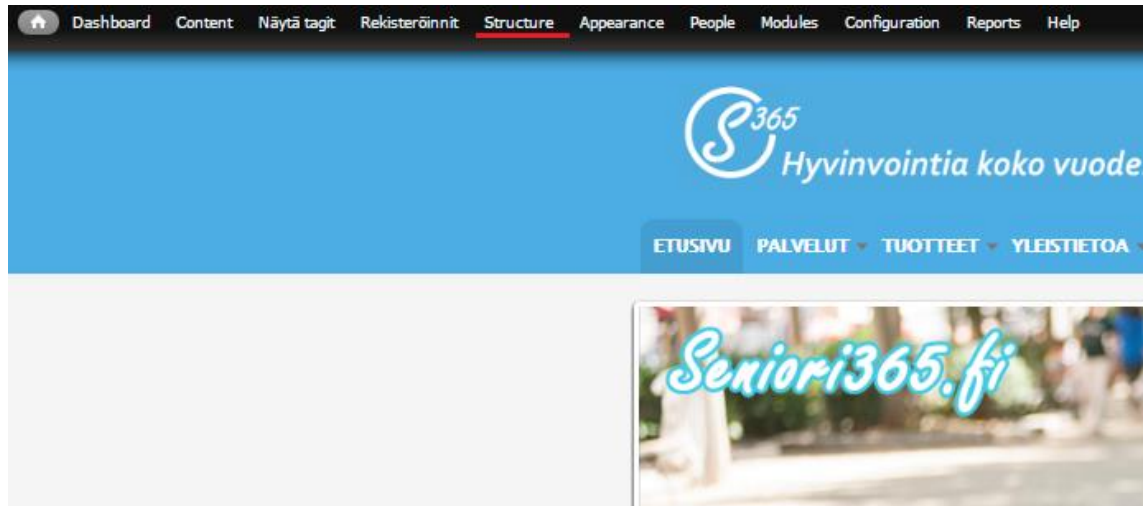 Dashboard Content Näytä tagit Rekisteröinnit Structure Appearance People Modules Configuration Reports Help
S 365
Hyvinvointia koko vuode
ETUSIVU PALVELUT TUOTTEET YLEISTIETOA
Seniori365.fi